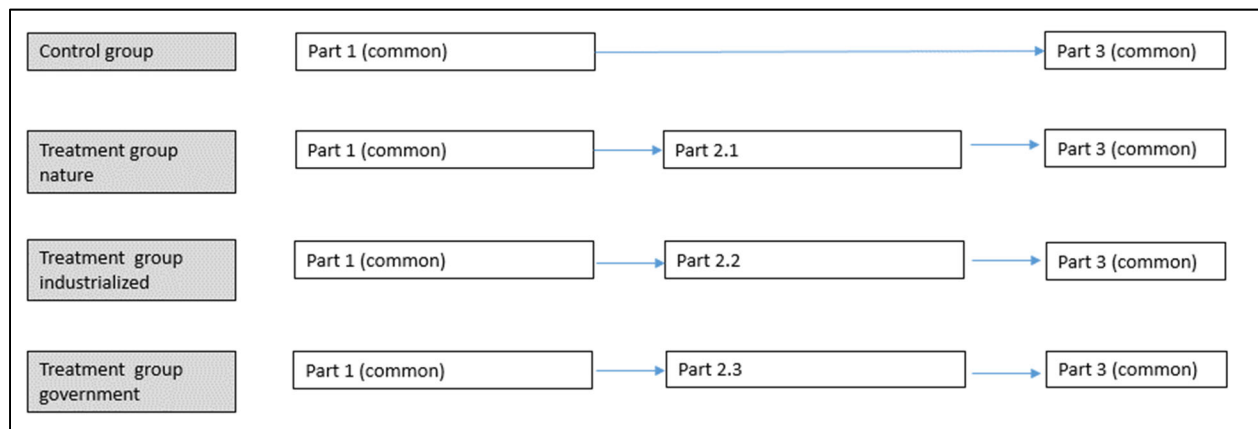 Control group
Part 1 (common)
Part 3 (common)
Treatment group
nature
Part 1 (common)
Part 2.1
Part 3 (common)
Treatment group
industrialized
Part 1 (common)
Part 2.2
Part 3 (common)
Treatment group
government
Part 1 (common)
Part 2.3
Part 3 (common)